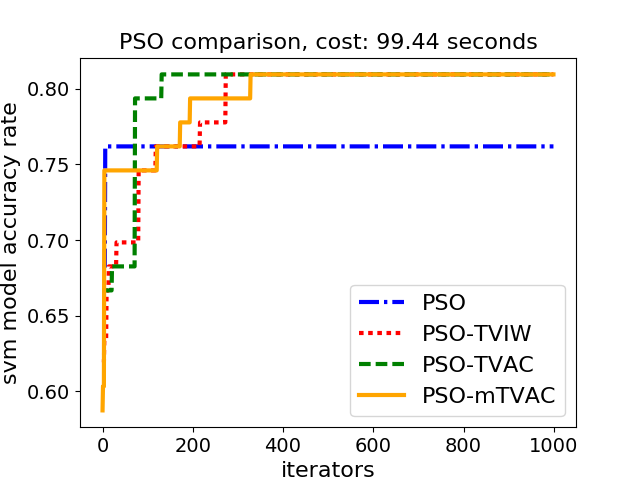 PSO comparison, cost: 99.44 seconds
svm model accuracy rate
0.80
0.75
0.70
0.65
0.60
PSO
PSO-TVIW
PSO-TVAC
PSO-mTVAC
0 200 400 600 800 1000
iterators